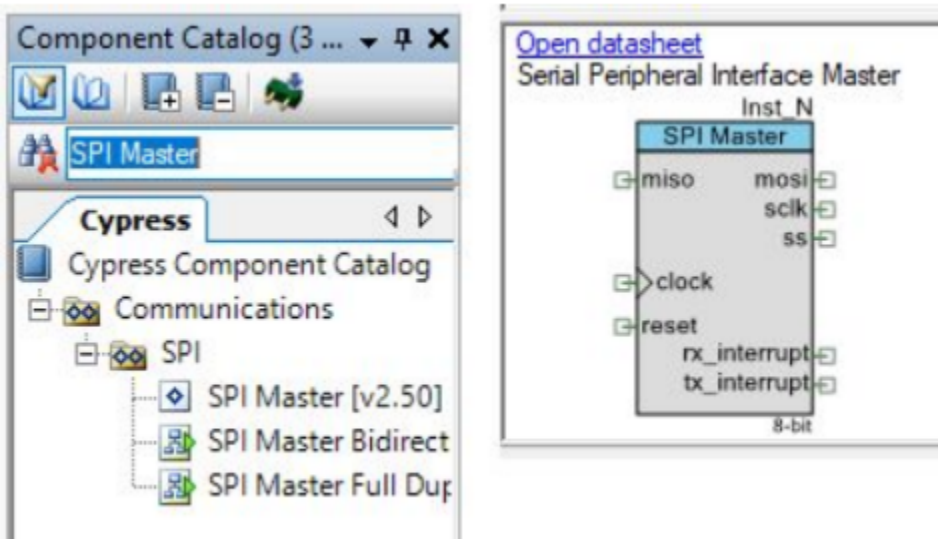 Component Catalog (3 ...
SPI Master
Cypress
Cypress Component Catalog
Communications
SPI
SPI Master [v2.50]
SPI Master Bidirect
SPI Master Full Dup
Open datasheet
Serial Peripheral Interface Master
Inst_N
SPI Master
miso mosi
sclk
ss
clock
reset
rx_interrupt
tx_interrupt
8-bit